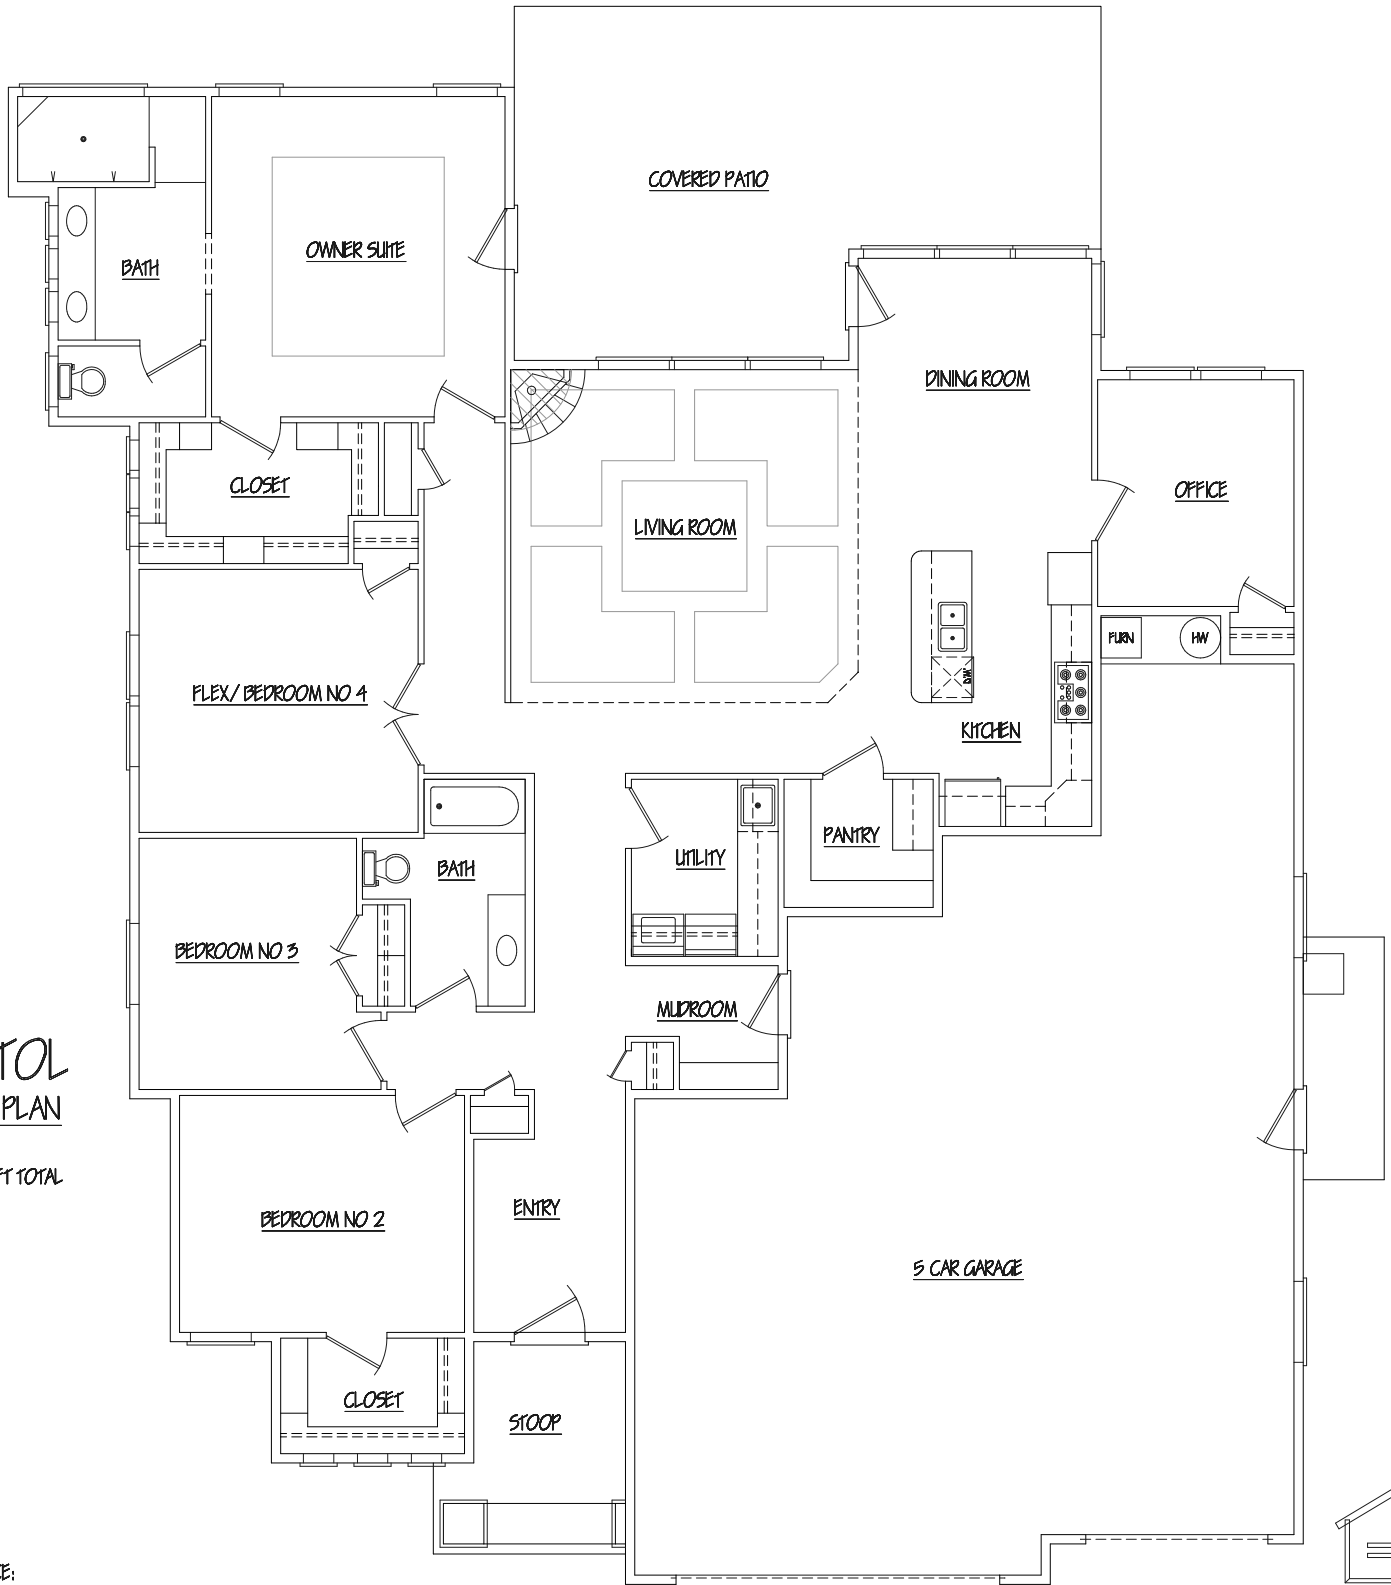 COVERED PATIO
OWNER SUITE
BATH
DINING ROOM
CLOSET
OFFICE
LIVING ROOM
FURN
HW
DW
FLEX/ BEDROOM NO 4
KITCHEN
PANTRY
UTILITY
BATH
BEDROOM NO 3
MUDROOM
TOL
PLAN
FT TOTAL
ENTRY
BEDROOM NO 2
5 CAR GARAGE
CLOSET
STOOP
E: